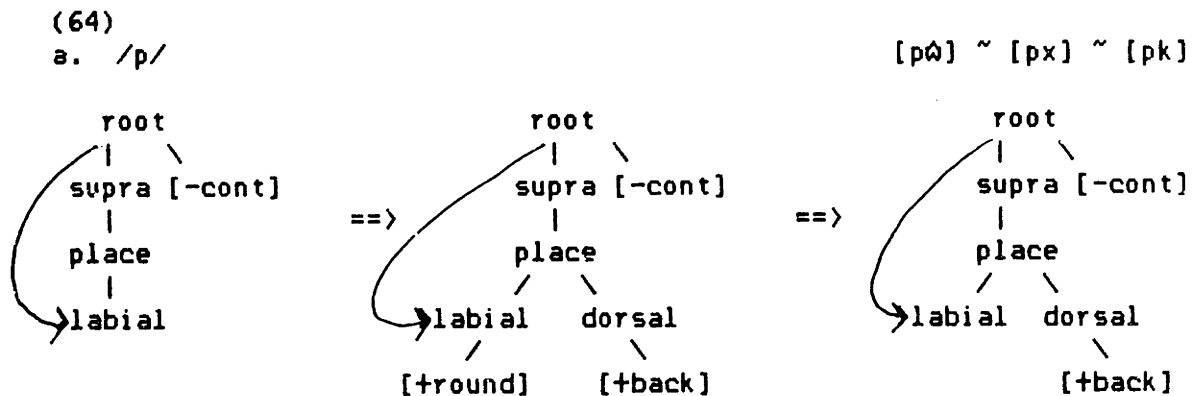 (64)
a. /p/ [pŵ] ~ [px] ~ [pk]
root root root
supra [-cont] supra [-cont] supra [-cont]
==> ==>
place place place
labial labial dorsal labial dorsal
[+round] [+back] [+back]